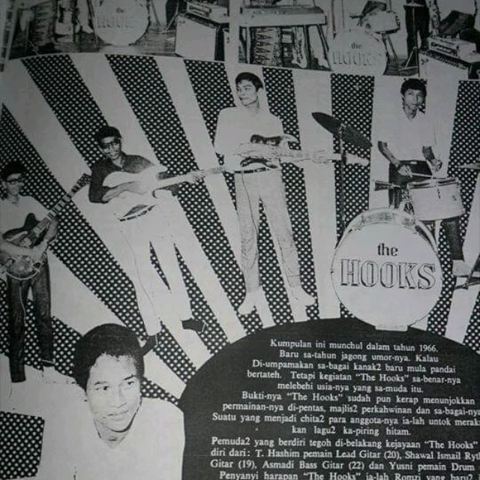 the
HOOKS
the
HOOKS
the
HOOKS
Kumpulan ini munchul dalam tahun 1966.
Baru sa-tahun jagong umor-nya. Kalau
Di-umpamakan sa-bagai kanak2 baru mula pandai
bertateh. Tetapi kegiatan "The Hooks" sa-benar-nya
melebehi usia-nya yang sa-muda itu.
Bukti-nya "The Hooks" sudah pun kerap menunjokkan
permainan-nya di-pentas, majlis2 perkahwinan dan sa-bagai-nya
Suatu yang menjadi chita2 para anggota-nya ia-lah untok
kan lagu2 ka-piring hitam.
Pemuda2 yang berdiri tegoh di-belakang kejayaan "The Hooks"
diri dari: T. Hashim pemain Lead Gitar (20), Shawal Ismail
Gitar (19), Asmadi Bass Gitar (22) dan Yusni pemain Drum
Penyanyi harapan "The Hooks" ia-lah Romzi yang